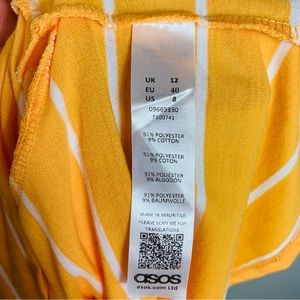 UK 12
EU 40
US 8
09669330
F100741
91% POLYESTER
9% COTTON
91% POLYESTER
9% COTON
91% POLIÉSTER
9% ALGODÓN
91% POLYESTER
9% BAUMWOLLE
MADE IN MAURITIUS
PLEASE SCAN ME FOR
TRANSLATIONS
asos
asos.com Ltd